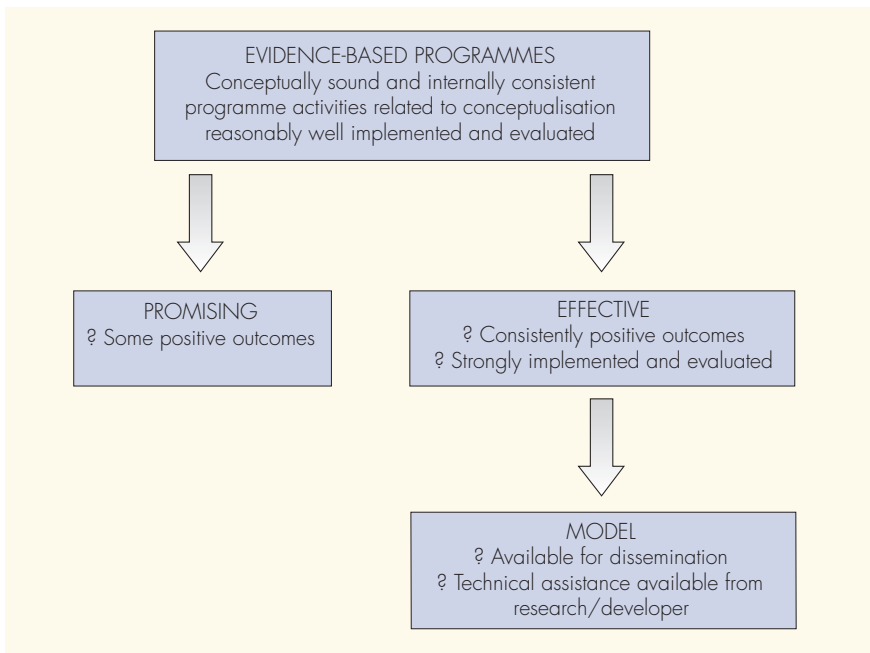 EVIDENCE-BASED PROGRAMMES
Conceptually sound and internally consistent
programme activities related to conceptualisation
reasonably well implemented and evaluated
PROMISING
? Some positive outcomes
EFFECTIVE
? Consistently positive outcomes
? Strongly implemented and evaluated
MODEL
? Available for dissemination
? Technical assistance available from
research/developer